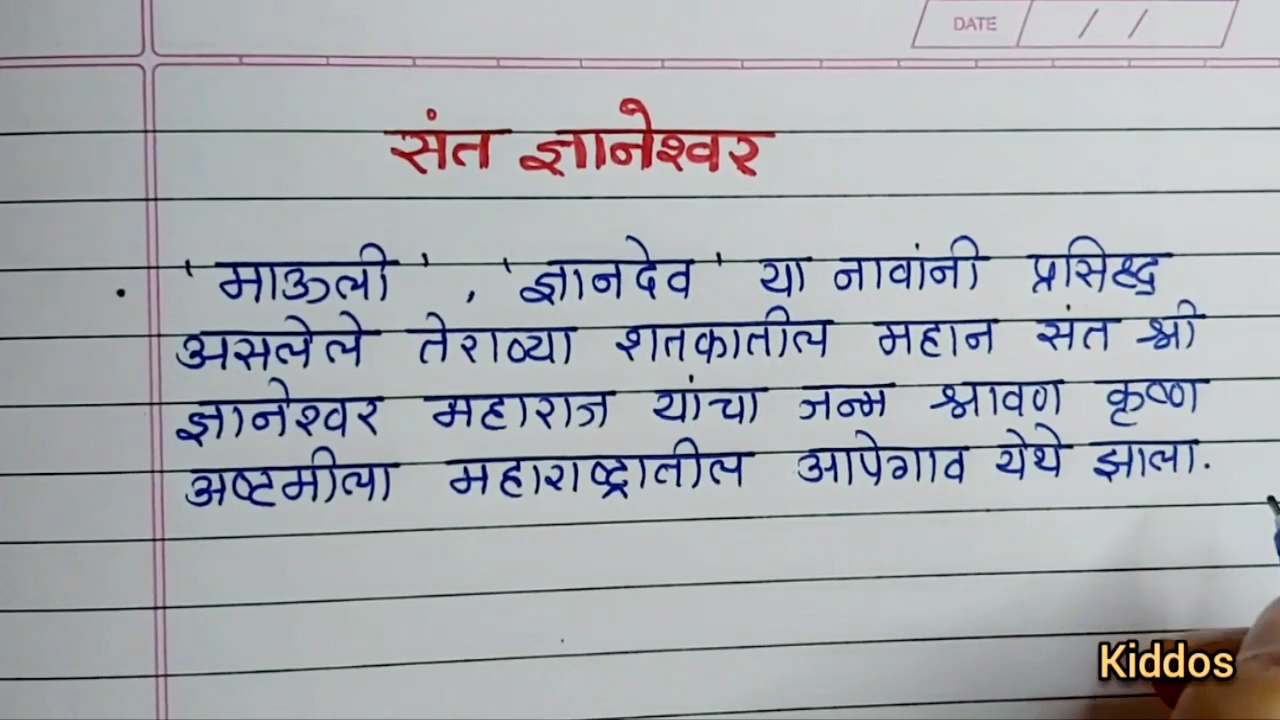 DATE / /
संत ज्ञानेश्वर
. 'माऊली', 'ज्ञानदेव' या नावांनी प्रसिद्ध
असलेले तेराव्या शतकातील महान संत श्री
ज्ञानेश्वर महाराज यांचा जन्म श्रावण कृष्ण
अष्टमीला महाराष्ट्रातील आपेगाव येथे झाला.
Kiddos